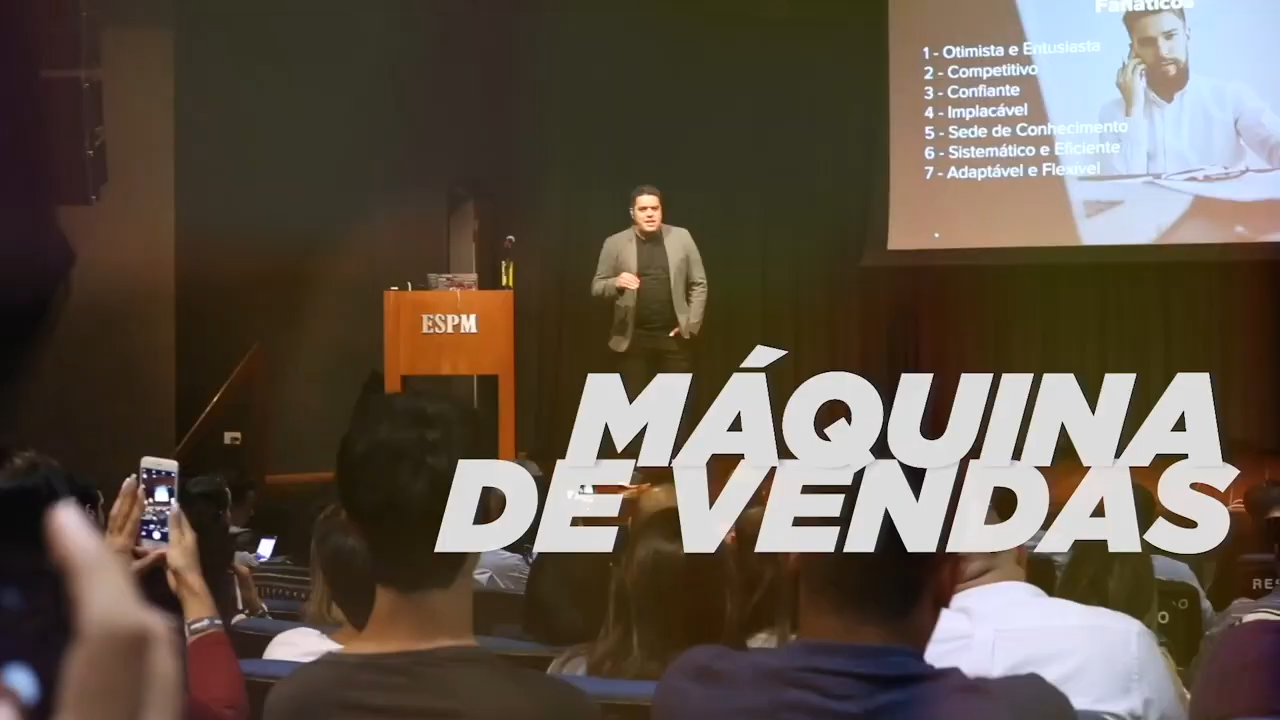 Fanáticos
1 - Otimista e Entusiasta
2 - Competitivo
3 - Confiante
4 - Implacável
5 - Sede de Conhecimento
6 - Sistemático e Eficiente
7 - Adaptável e Flexível
ESPM
MÁQUINA
DE VENDAS